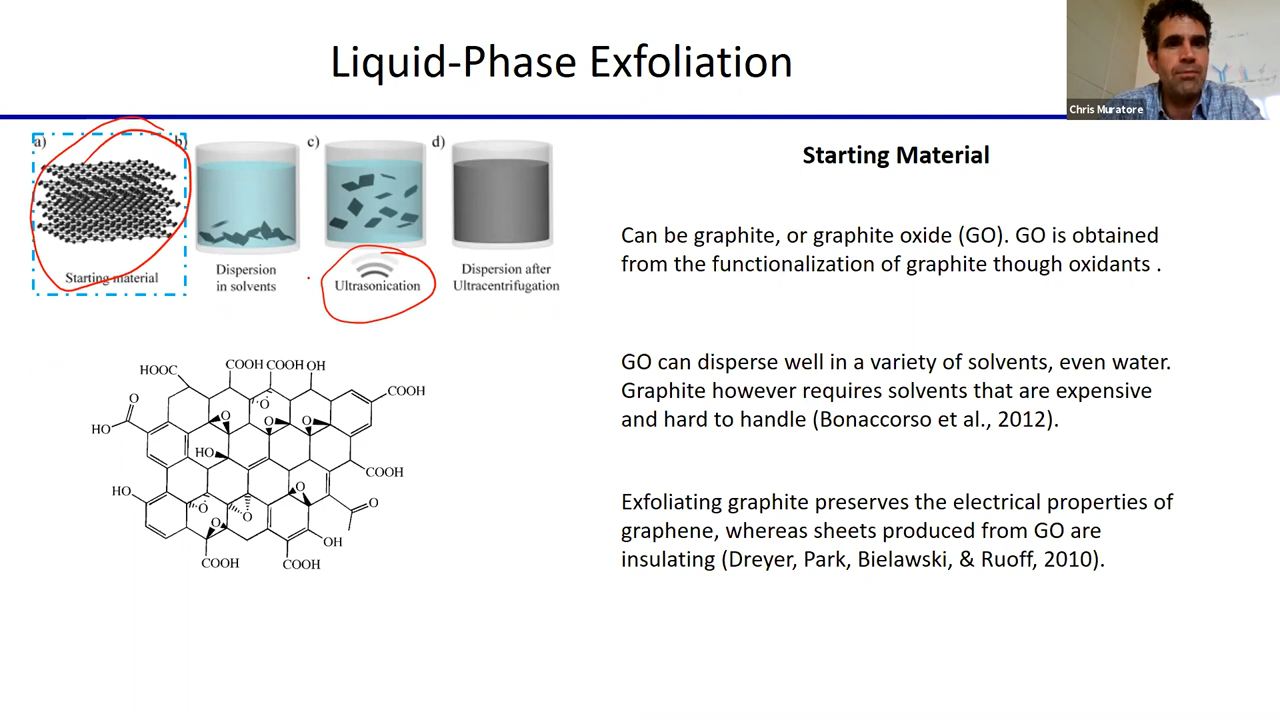 Liquid-Phase Exfoliation
Chris Muratore
a)
b)
c)
d)
Starting material
Dispersion
in solvents
Ultrasonication
Dispersion after
Ultracentrifugation
Starting Material
Can be graphite, or graphite oxide (GO). GO is obtained
from the functionalization of graphite though oxidants .
GO can disperse well in a variety of solvents, even water.
Graphite however requires solvents that are expensive
and hard to handle (Bonaccorso et al., 2012).
Exfoliating graphite preserves the electrical properties of
graphene, whereas sheets produced from GO are
insulating (Dreyer, Park, Bielawski, & Ruoff, 2010).
HOOC
COOH
COOH
OH
COOH
O
HO
O
O
O
O
HO
COOH
HO
O
O
O
O
O
OH
COOH
COOH